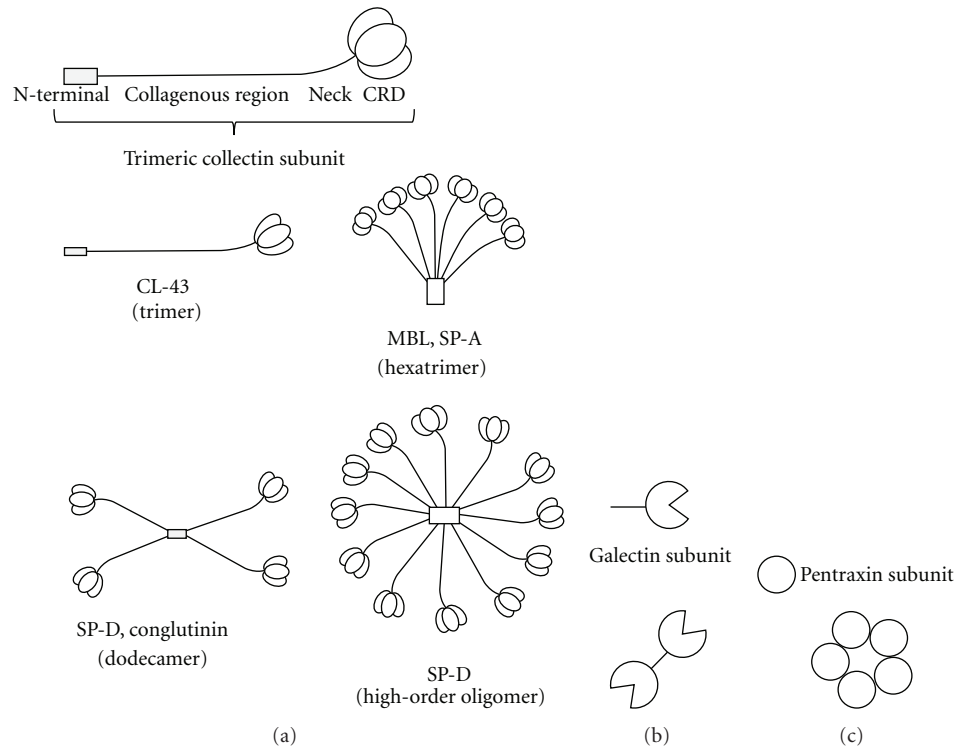 N-terminal Collagenous region Neck CRD
Trimeric collectin subunit
CL-43
(trimer)
MBL, SP-A
(hexatrimer)
SP-D, conglutinin
(dodecamer)
SP-D
(high-order oligomer)
(a)
Galectin subunit
(b)
Pentraxin subunit
(c)